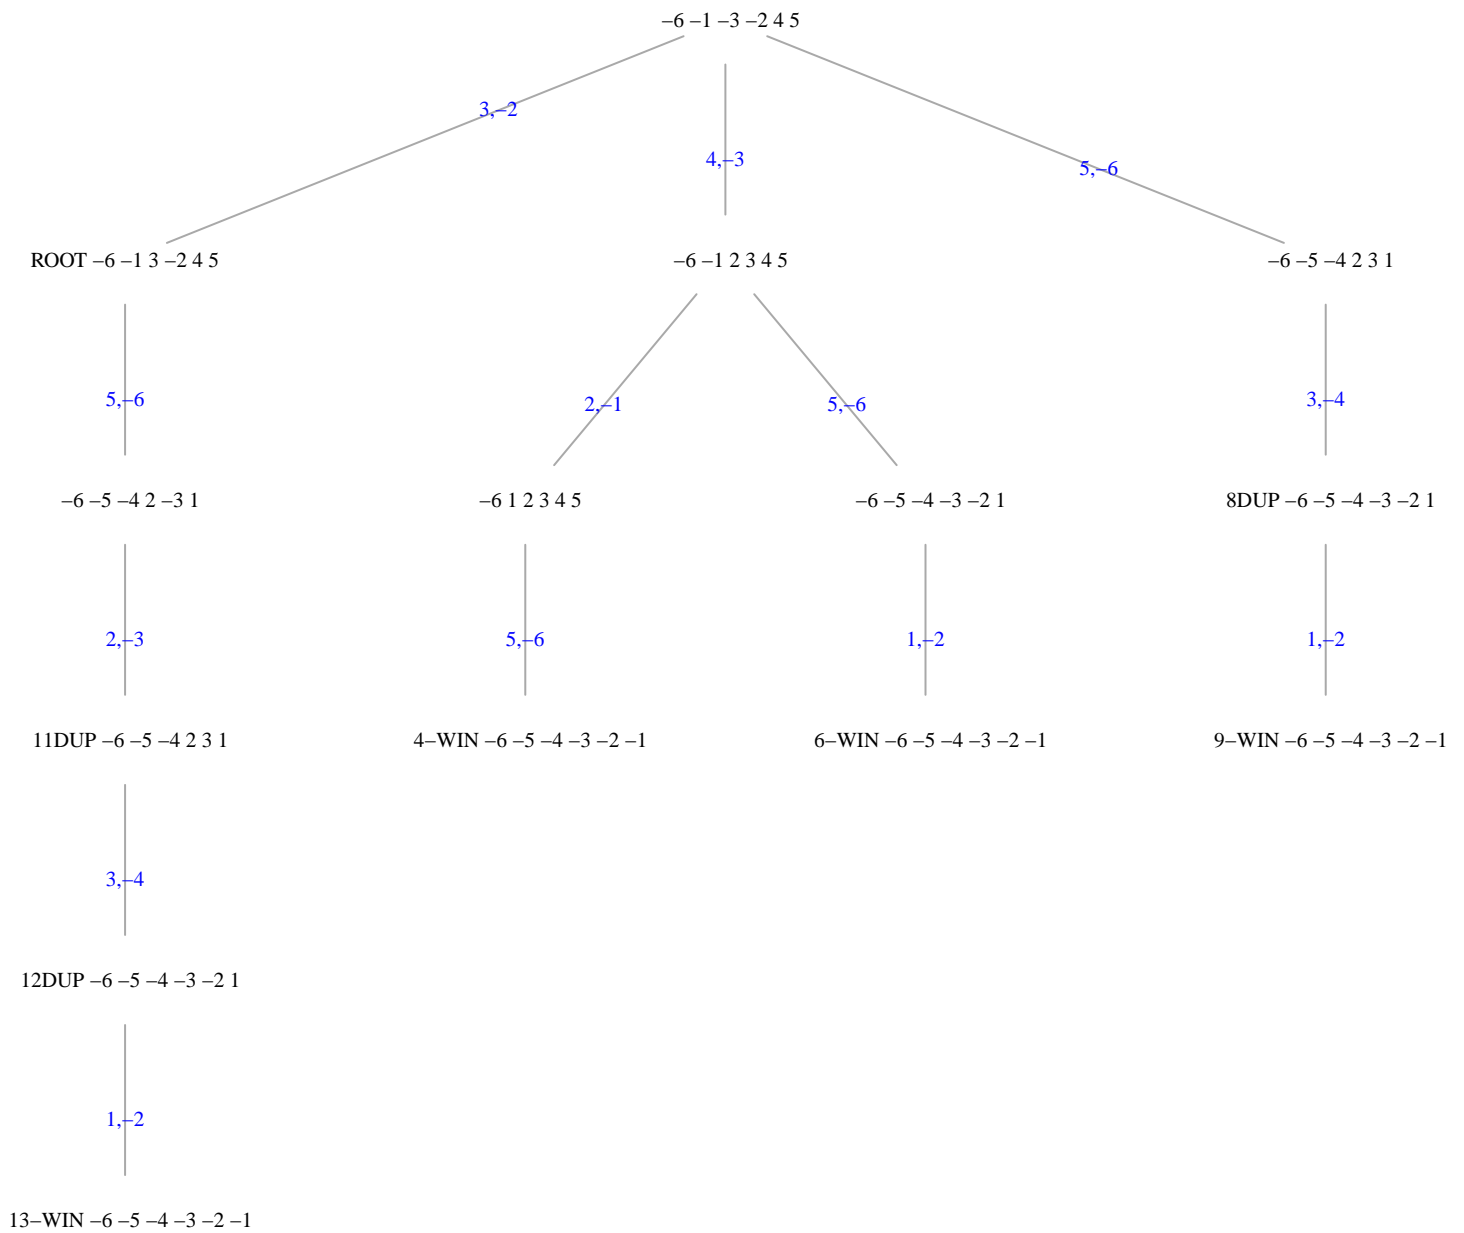 –6 –1 –3 –2 4 5
3,–2
4,–3
5,–6
ROOT –6 –1 3 –2 4 5
–6 –1 2 3 4 5
–6 –5 –4 2 3 1
5,–6
2,–1
5,–6
3,–4
–6 –5 –4 2 –3 1
–6 1 2 3 4 5
–6 –5 –4 –3 –2 1
8DUP –6 –5 –4 –3 –2 1
2,–3
5,–6
1,–2
1,–2
11DUP –6 –5 –4 2 3 1
4–WIN –6 –5 –4 –3 –2 –1
6–WIN –6 –5 –4 –3 –2 –1
9–WIN –6 –5 –4 –3 –2 –1
3,–4
12DUP –6 –5 –4 –3 –2 1
1,–2
13–WIN –6 –5 –4 –3 –2 –1